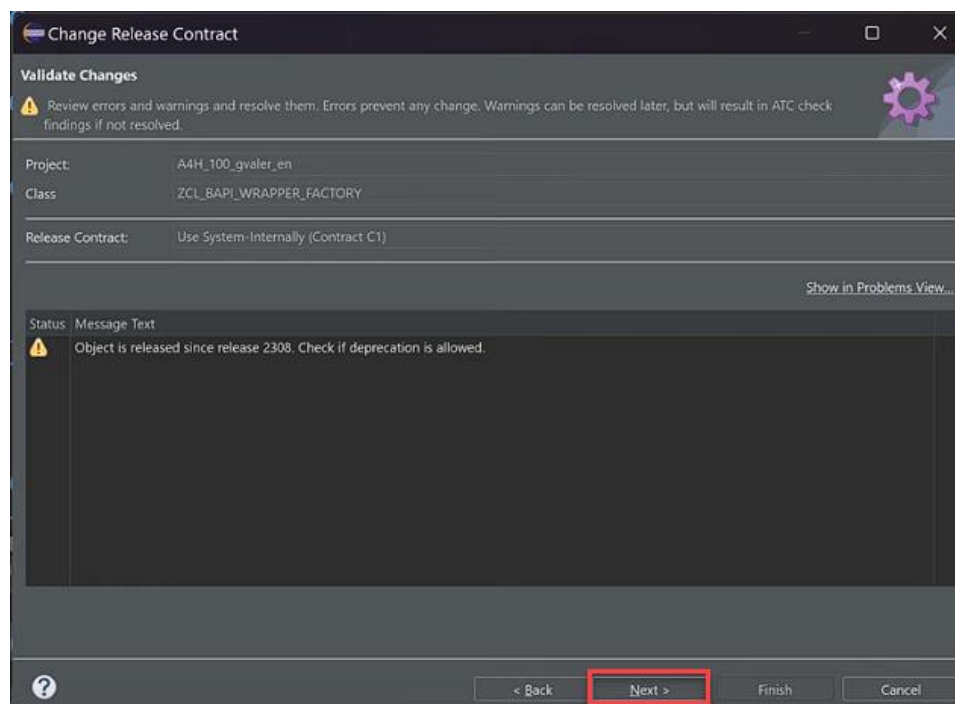 Change Release Contract
Validate Changes
Review errors and warnings and resolve them. Errors prevent any change. Warnings can be resolved later, but will result in ATC check
findings if not resolved.
Project: A4H_100_gvaler_en
Class ZCL_BAPI_WRAPPER_FACTORY
Release Contract: Use System-Internally (Contract C1)
Show in Problems View...
Status Message Text
Object is released since release 2308. Check if deprecation is allowed.
< Back Next > Finish Cancel